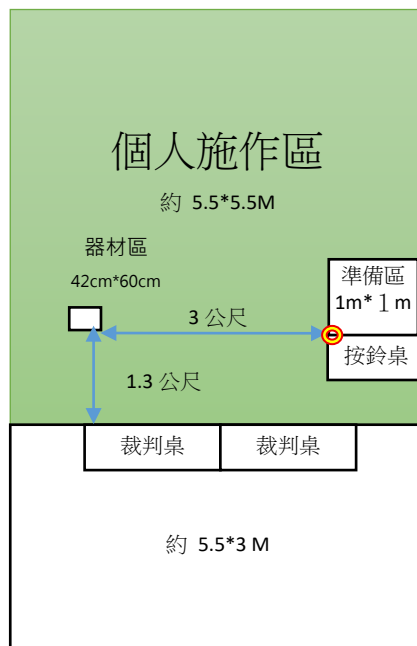 個人施作區
約 5.5*5.5M
器材區
42cm*60cm
3 公尺
準備區
1m*１m
按鈴桌
1.3 公尺
裁判桌
裁判桌
約 5.5*3 M